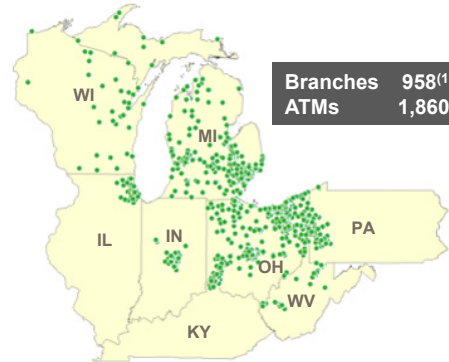 WI
Branches 958(1
ATMs 1,860
MI
IL
IN
OH
PA
WV
KY